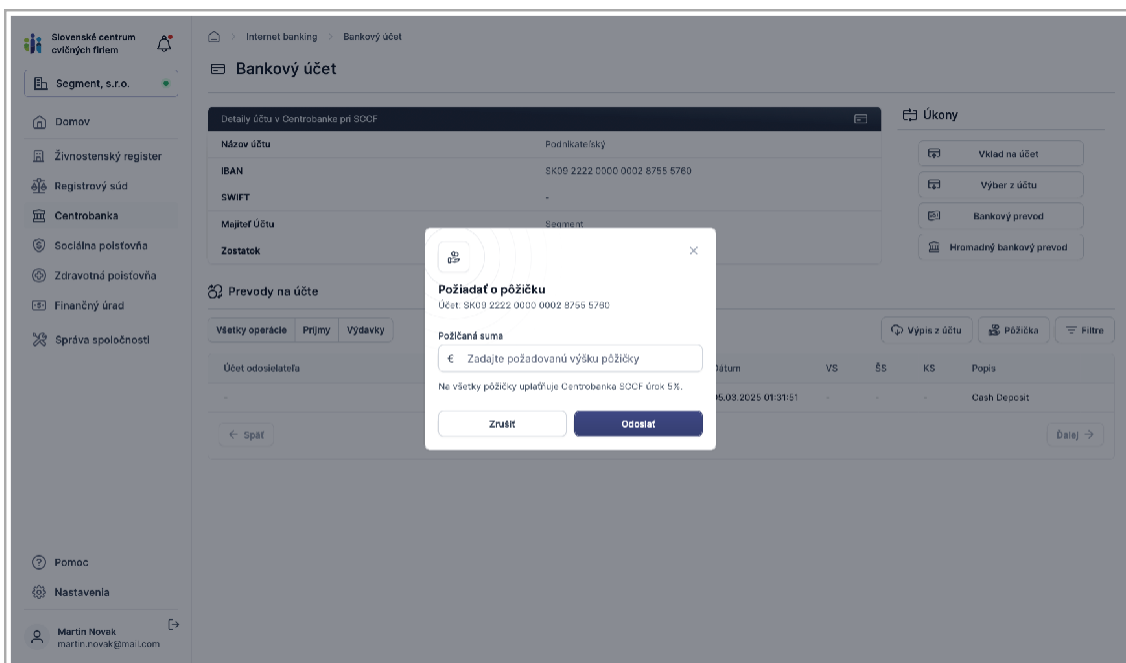 Slovenské centrum
cvičných firiem
Segment, s.r.o.
Domov
Živnostenský register
Registrový súd
Centrobanka
Sociálna poisťovňa
Zdravotná poisťovňa
Finančný úrad
Správa spoločnosti
Pomoc
Nastavenia
Martin Novak
martin.novak@mail.com
Internet banking > Bankový účet
Bankový účet
Detaily účtu v Centrobanke pri SCCF
Názov účtu Podnikateľský
IBAN SK09 2222 0000 0002 8755 5760
SWIFT -
Majiteľ Účtu Segment
Zostatok
Úkony
Vklad na účet
Výber z účtu
Bankový prevod
Hromadný bankový prevod
Prevody na účte
Všetky operácie Príjmy Výdavky
Výpis z účtu Pôžička Filtre
Účet odosielateľa Dátum VS ŠS KS Popis
- 05.03.2025 01:31:51 - - - Cash Deposit
← Späť Ďalej →
Požiadať o pôžičku
Účet: SK09 2222 0000 0002 8755 5760
Požičaná suma
€ Zadajte požadovanú výšku pôžičky
Na všetky pôžičky uplatňuje Centrobanka SCCF úrok 5%.
Zrušiť Odoslať